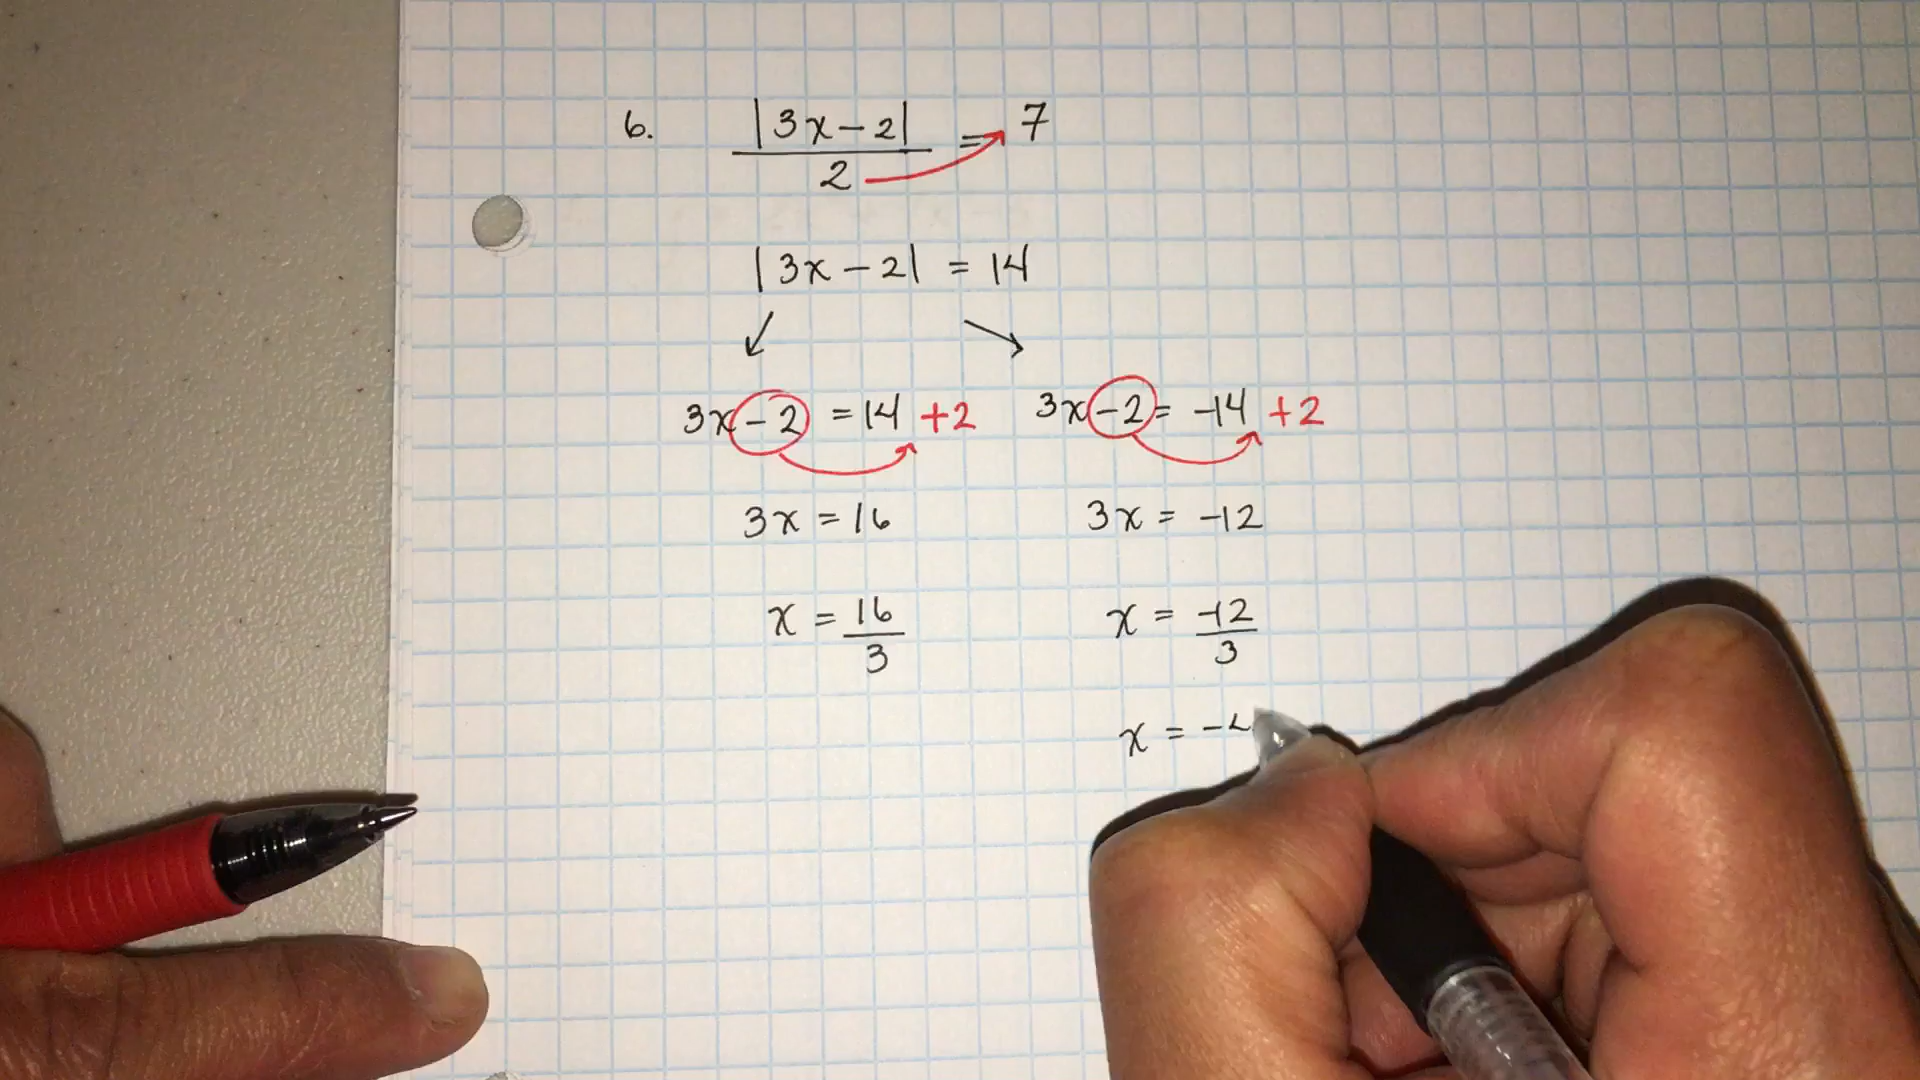 6. |3x-2| = 7
2
|3x-2| = 14
3x-2 = 14 +2 3x-2 = -14 +2
3x = 16 3x = -12
x = 16/3 x = -12/3
x = -4